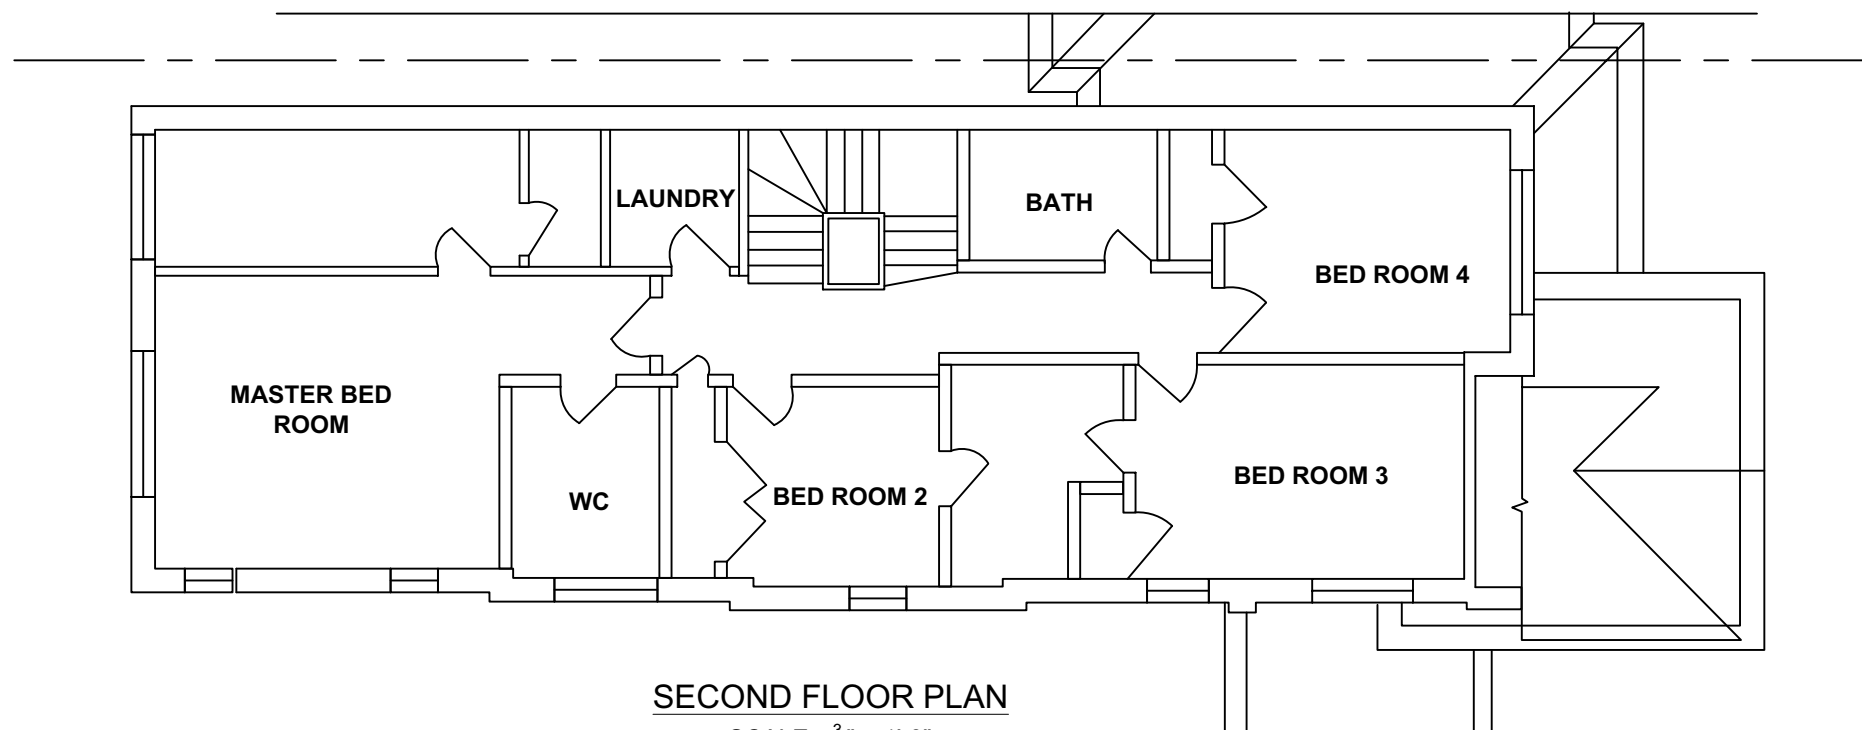 LAUNDRY
BATH
BED ROOM 4
MASTER BED
ROOM
BED ROOM 3
BED ROOM 2
WC
SECOND FLOOR PLAN